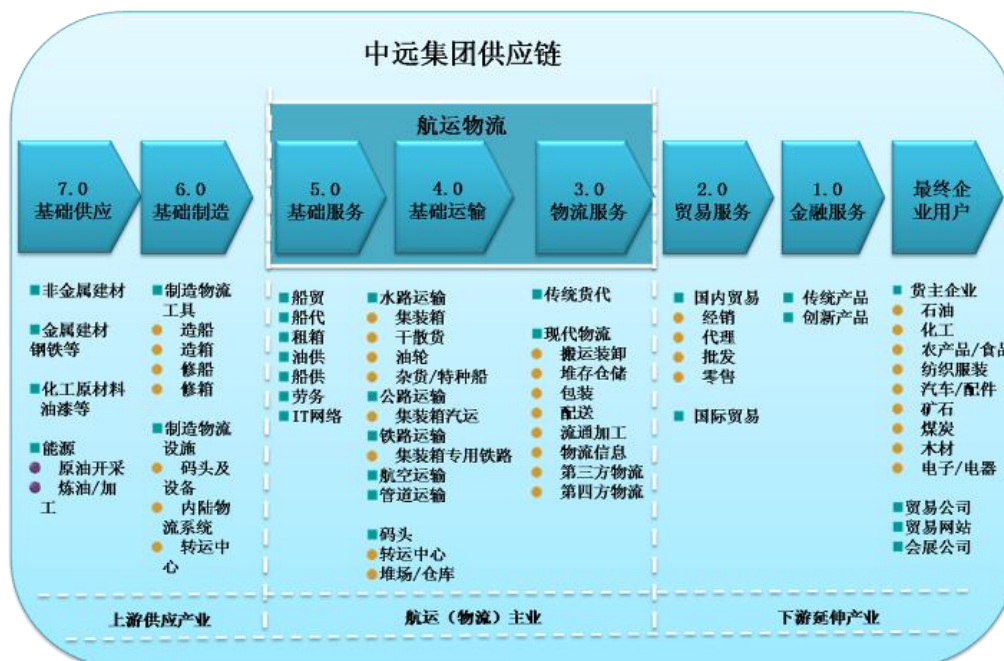 中远集团供应链
航运物流
7.0
基础供应
6.0
基础制造
5.0
基础服务
4.0
基础运输
3.0
物流服务
2.0
贸易服务
1.0
金融服务
最终企
业用户
非金属建材
金属建材
钢铁等
化工原材料
油漆等
能源
原油开采
炼油/加
工
制造物流
工具
造船
造箱
修船
修箱
制造物流
设施
码头及
设备
内陆物
流系统
转运中
心
船贸
船代
租箱
油供
船供
劳务
IT网络
水路运输
集装箱
干散货
油轮
杂货/特种船
公路运输
集装箱汽运
铁路运输
集装箱专用铁路
航空运输
管道运输
码头
转运中心
堆场/仓库
传统货代
现代物流
搬运装卸
堆存仓储
包装
配送
流通加工
物流信息
第三方物流
第四方物流
国内贸易
经销
代理
批发
零售
国际贸易
传统产品
创新产品
货主企业
石油
化工
农产品/食品
纺织服装
汽车/配件
矿石
煤炭
木材
电子/电器
贸易公司
贸易网站
会展公司
上游供应产业
航运（物流）主业
下游延伸产业